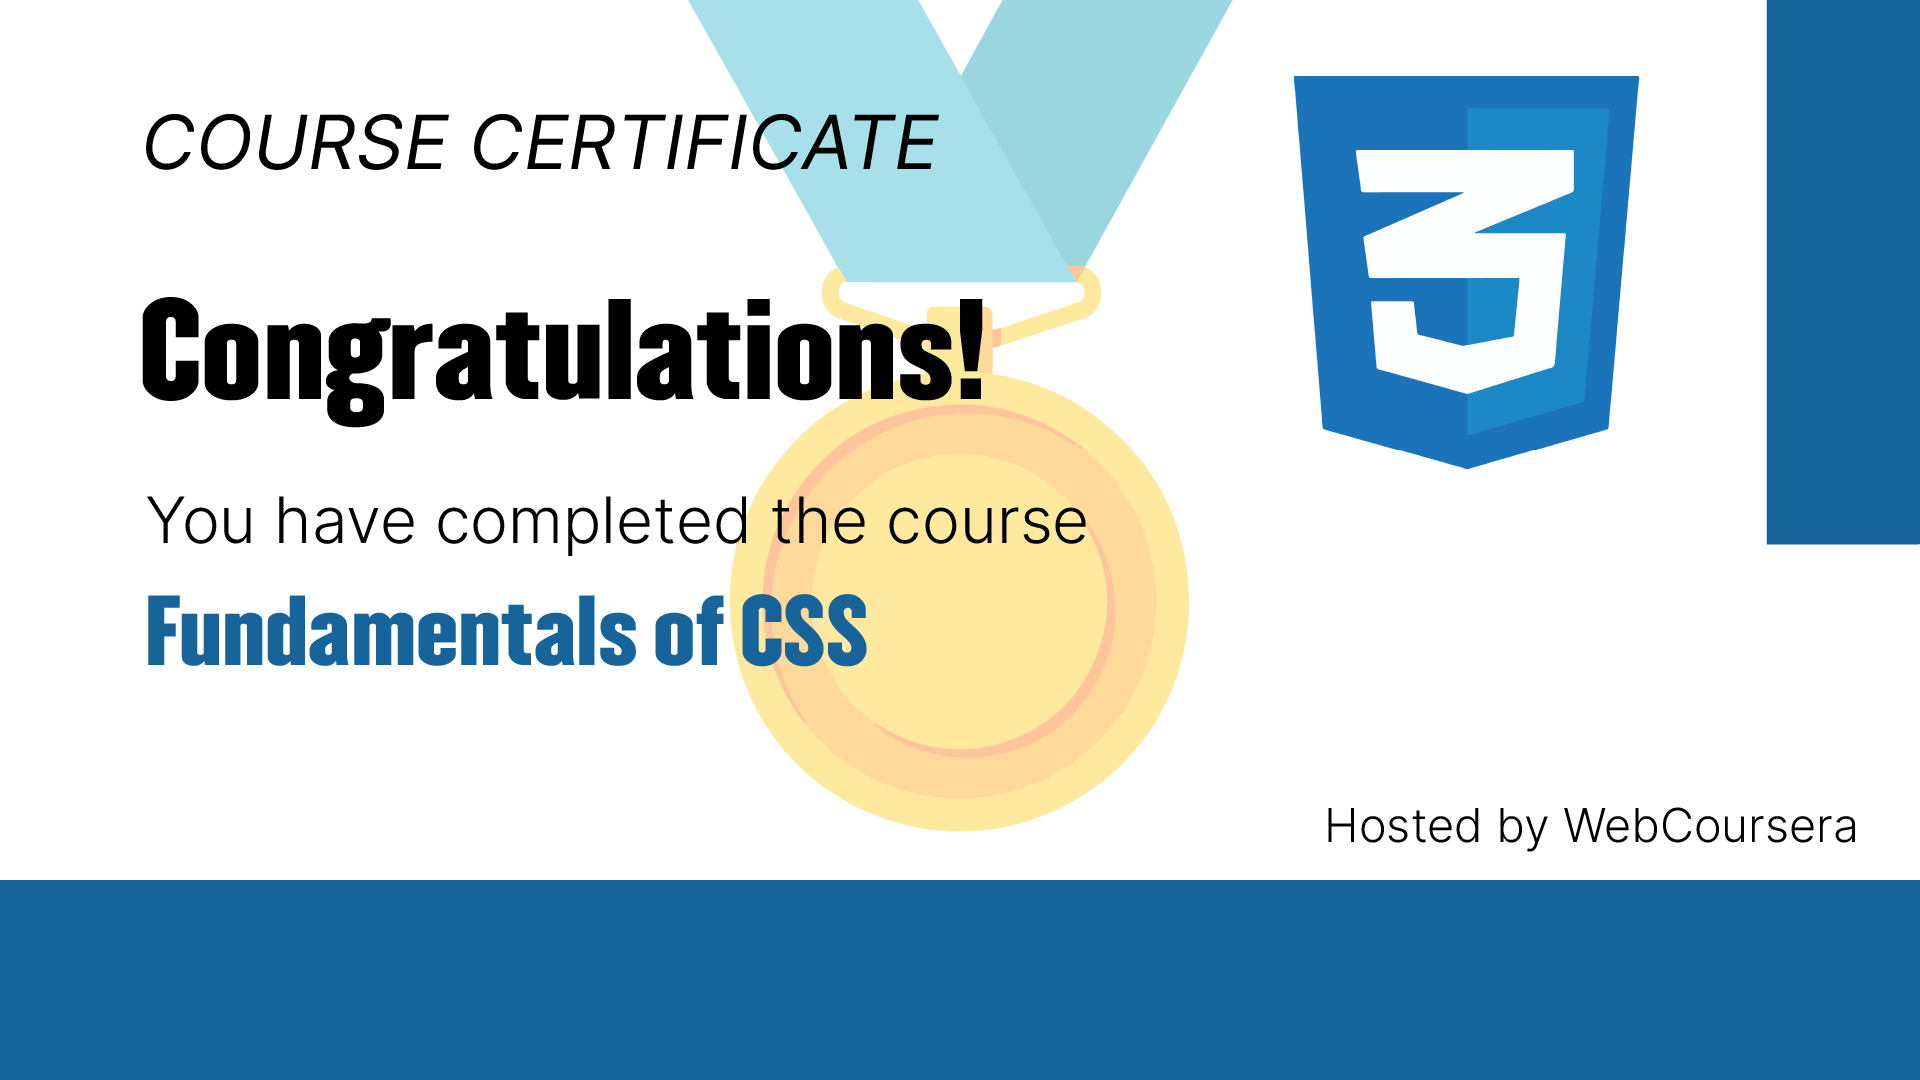 COURSE CERTIFICATE
Congratulations!
You have completed the course
Fundamentals of CSS
Hosted by WebCoursera